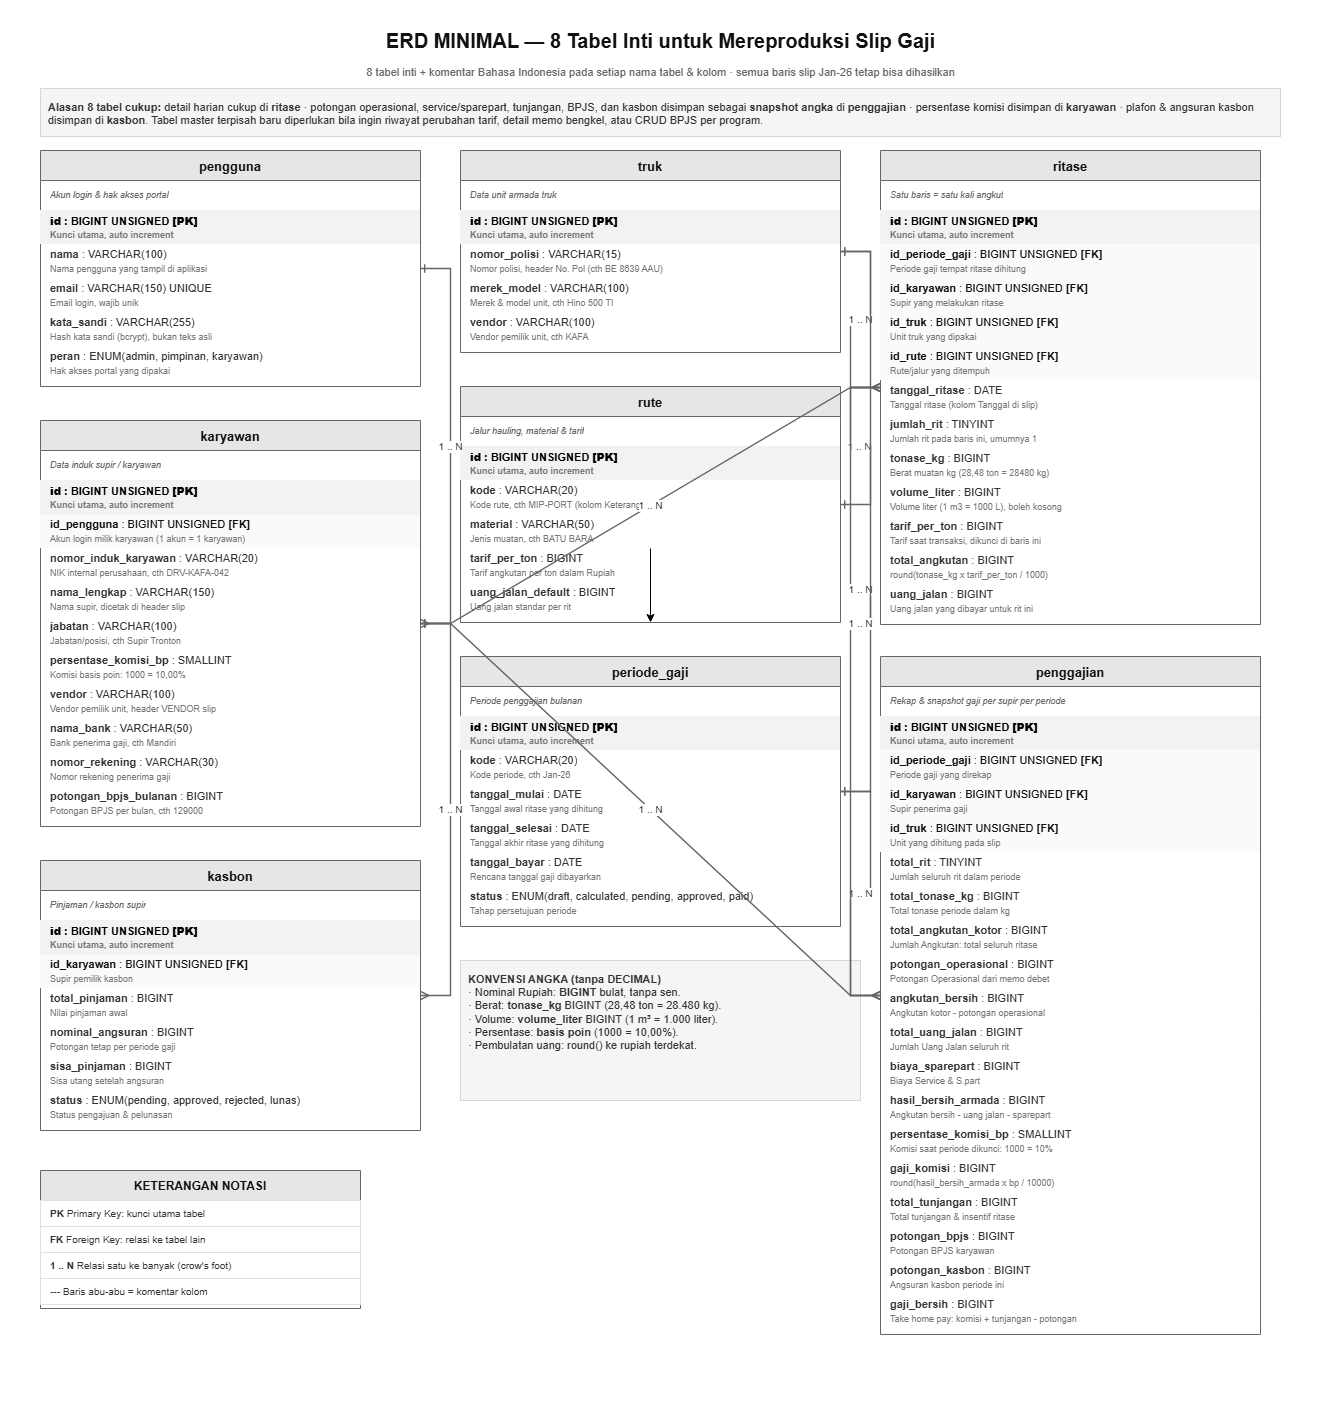 ERD MINIMAL — 8 Tabel Inti untuk Mereproduksi Slip Gaji
8 tabel inti + komentar Bahasa Indonesia pada setiap nama tabel & kolom · semua baris slip Jan-26 tetap bisa dihasilkan
Alasan 8 tabel cukup: detail harian cukup di ritase · potongan operasional, service/sparepart, tunjangan, BPJS, dan kasbon disimpan sebagai snapshot angka di penggajian · persentase komisi disimpan di karyawan · plafon & angsuran kasbon
disimpan di kasbon. Tabel master terpisah baru diperlukan bila ingin riwayat perubahan tarif, detail memo bengkel, atau CRUD BPJS per program.
pengguna
Akun login & hak akses portal
id : BIGINT UNSIGNED [PK]
Kunci utama, auto increment
nama : VARCHAR(100)
Nama pengguna yang tampil di aplikasi
email : VARCHAR(150) UNIQUE
Email login, wajib unik
kata_sandi : VARCHAR(255)
Hash kata sandi (bcrypt), bukan teks asli
peran : ENUM(admin, pimpinan, karyawan)
Hak akses portal yang dipakai
karyawan
Data induk supir / karyawan
id : BIGINT UNSIGNED [PK]
Kunci utama, auto increment
id_pengguna : BIGINT UNSIGNED [FK]
Akun login milik karyawan (1 akun = 1 karyawan)
nomor_induk_karyawan : VARCHAR(20)
NIK internal perusahaan, cth DRV-KAFA-042
nama_lengkap : VARCHAR(150)
Nama supir, dicetak di header slip
jabatan : VARCHAR(100)
Jabatan/posisi, cth Supir Tronton
persentase_komisi_bp : SMALLINT
Komisi basis poin: 1000 = 10,00%
vendor : VARCHAR(100)
Vendor pemilik unit, header VENDOR slip
nama_bank : VARCHAR(50)
Bank penerima gaji, cth Mandiri
nomor_rekening : VARCHAR(30)
Nomor rekening penerima gaji
potongan_bpjs_bulanan : BIGINT
Potongan BPJS per bulan, cth 129000
kasbon
Pinjaman / kasbon supir
id : BIGINT UNSIGNED [PK]
Kunci utama, auto increment
id_karyawan : BIGINT UNSIGNED [FK]
Supir pemilik kasbon
total_pinjaman : BIGINT
Nilai pinjaman awal
nominal_angsuran : BIGINT
Potongan tetap per periode gaji
sisa_pinjaman : BIGINT
Sisa utang setelah angsuran
status : ENUM(pending, approved, rejected, lunas)
Status pengajuan & pelunasan
KETERANGAN NOTASI
PK Primary Key: kunci utama tabel
FK Foreign Key: relasi ke tabel lain
1 .. N Relasi satu ke banyak (crow's foot)
--- Baris abu-abu = komentar kolom
1 .. N
1 .. N
truk
Data unit armada truk
id : BIGINT UNSIGNED [PK]
Kunci utama, auto increment
nomor_polisi : VARCHAR(15)
Nomor polisi, header No. Pol (cth BE 8639 AAU)
merek_model : VARCHAR(100)
Merek & model unit, cth Hino 500 TI
vendor : VARCHAR(100)
Vendor pemilik unit, cth KAFA
rute
Jalur hauling, material & tarif
id : BIGINT UNSIGNED [PK]
Kunci utama, auto increment
kode : VARCHAR(20)
Kode rute, cth MIP-PORT (kolom Keterang
1 .. N
material : VARCHAR(50)
Jenis muatan, cth BATU BARA
tarif_per_ton : BIGINT
Tarif angkutan per ton dalam Rupiah
uang_jalan_default : BIGINT
Uang jalan standar per rit
periode_gaji
Periode penggajian bulanan
id : BIGINT UNSIGNED [PK]
Kunci utama, auto increment
kode : VARCHAR(20)
Kode periode, cth Jan-26
tanggal_mulai : DATE
Tanggal awal ritase yang dihitung
1 .. N
tanggal_selesai : DATE
Tanggal akhir ritase yang dihitung
tanggal_bayar : DATE
Rencana tanggal gaji dibayarkan
status : ENUM(draft, calculated, pending, approved, paid)
Tahap persetujuan periode
KONVENSI ANGKA (tanpa DECIMAL)
· Nominal Rupiah: BIGINT bulat, tanpa sen.
· Berat: tonase_kg BIGINT (28,48 ton = 28.480 kg).
· Volume: volume_liter BIGINT (1 m³ = 1.000 liter).
· Persentase: basis poin (1000 = 10,00%).
· Pembulatan uang: round() ke rupiah terdekat.
1 .. N
1 .. N
1 .. N
1 .. N
1 .. N
ritase
Satu baris = satu kali angkut
id : BIGINT UNSIGNED [PK]
Kunci utama, auto increment
id_periode_gaji : BIGINT UNSIGNED [FK]
Periode gaji tempat ritase dihitung
id_karyawan : BIGINT UNSIGNED [FK]
Supir yang melakukan ritase
id_truk : BIGINT UNSIGNED [FK]
Unit truk yang dipakai
id_rute : BIGINT UNSIGNED [FK]
Rute/jalur yang ditempuh
tanggal_ritase : DATE
Tanggal ritase (kolom Tanggal di slip)
jumlah_rit : TINYINT
Jumlah rit pada baris ini, umumnya 1
tonase_kg : BIGINT
Berat muatan kg (28,48 ton = 28480 kg)
volume_liter : BIGINT
Volume liter (1 m3 = 1000 L), boleh kosong
tarif_per_ton : BIGINT
Tarif saat transaksi, dikunci di baris ini
total_angkutan : BIGINT
round(tonase_kg x tarif_per_ton / 1000)
uang_jalan : BIGINT
Uang jalan yang dibayar untuk rit ini
penggajian
Rekap & snapshot gaji per supir per periode
id : BIGINT UNSIGNED [PK]
Kunci utama, auto increment
id_periode_gaji : BIGINT UNSIGNED [FK]
Periode gaji yang direkap
id_karyawan : BIGINT UNSIGNED [FK]
Supir penerima gaji
id_truk : BIGINT UNSIGNED [FK]
Unit yang dihitung pada slip
total_rit : TINYINT
Jumlah seluruh rit dalam periode
total_tonase_kg : BIGINT
Total tonase periode dalam kg
total_angkutan_kotor : BIGINT
Jumlah Angkutan: total seluruh ritase
potongan_operasional : BIGINT
Potongan Operasional dari memo debet
angkutan_bersih : BIGINT
Angkutan kotor - potongan operasional
total_uang_jalan : BIGINT
Jumlah Uang Jalan seluruh rit
biaya_sparepart : BIGINT
Biaya Service & S.part
hasil_bersih_armada : BIGINT
Angkutan bersih - uang jalan - sparepart
persentase_komisi_bp : SMALLINT
Komisi saat periode dikunci: 1000 = 10%
gaji_komisi : BIGINT
round(hasil_bersih_armada x bp / 10000)
total_tunjangan : BIGINT
Total tunjangan & insentif ritase
potongan_bpjs : BIGINT
Potongan BPJS karyawan
potongan_kasbon : BIGINT
Angsuran kasbon periode ini
gaji_bersih : BIGINT
Take home pay: komisi + tunjangan - potongan